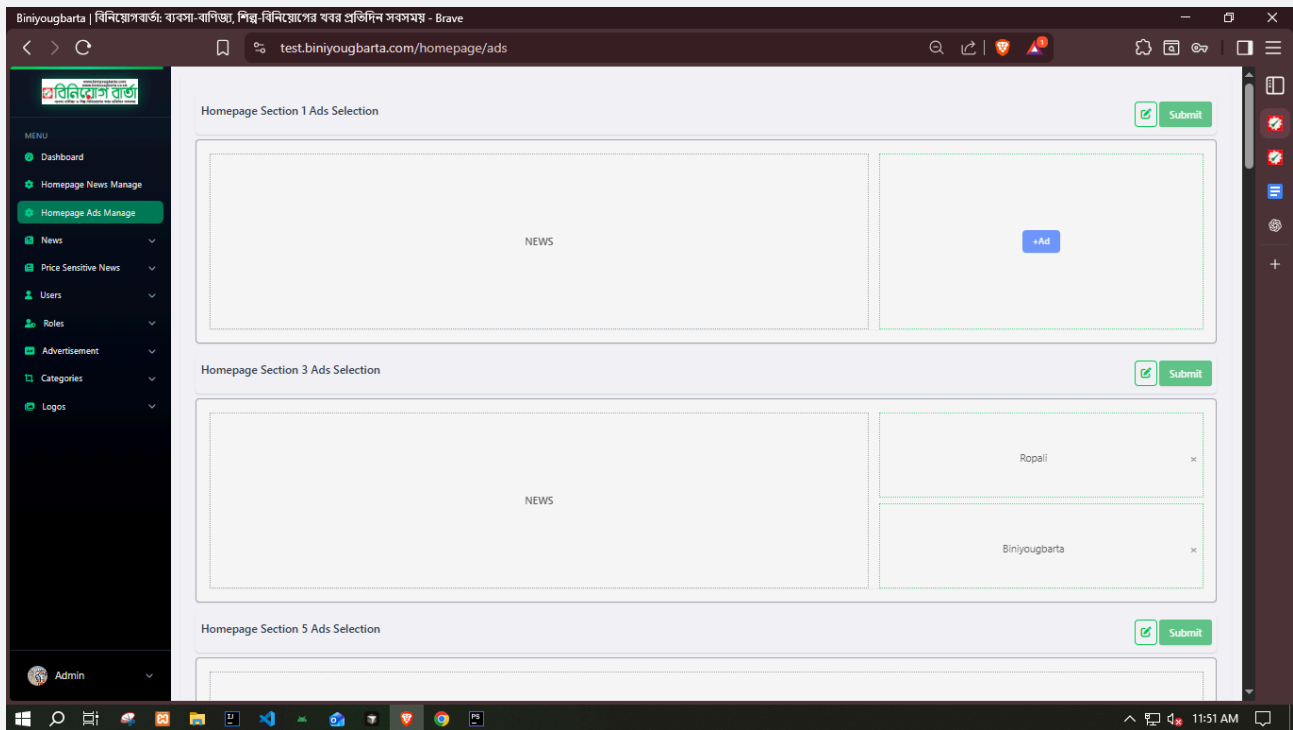 Biniyougbarta | বিনিয়োগবার্তা: ব্যবসা-বাণিজ্য, শিল্প-বিনিয়োগের খবর প্রতিদিন সবসময় - Brave
test.biniyougbarta.com/homepage/ads
বিনিয়োগ বার্তা
MENU
Dashboard
Homepage News Manage
Homepage Ads Manage
News
Price Sensitive News
Users
Roles
Advertisement
Categories
Logos
Admin
Homepage Section 1 Ads Selection
Submit
NEWS
+Ad
Homepage Section 3 Ads Selection
Submit
NEWS
Ropali
×
Biniyougbarta
×
Homepage Section 5 Ads Selection
Submit
11:51 AM